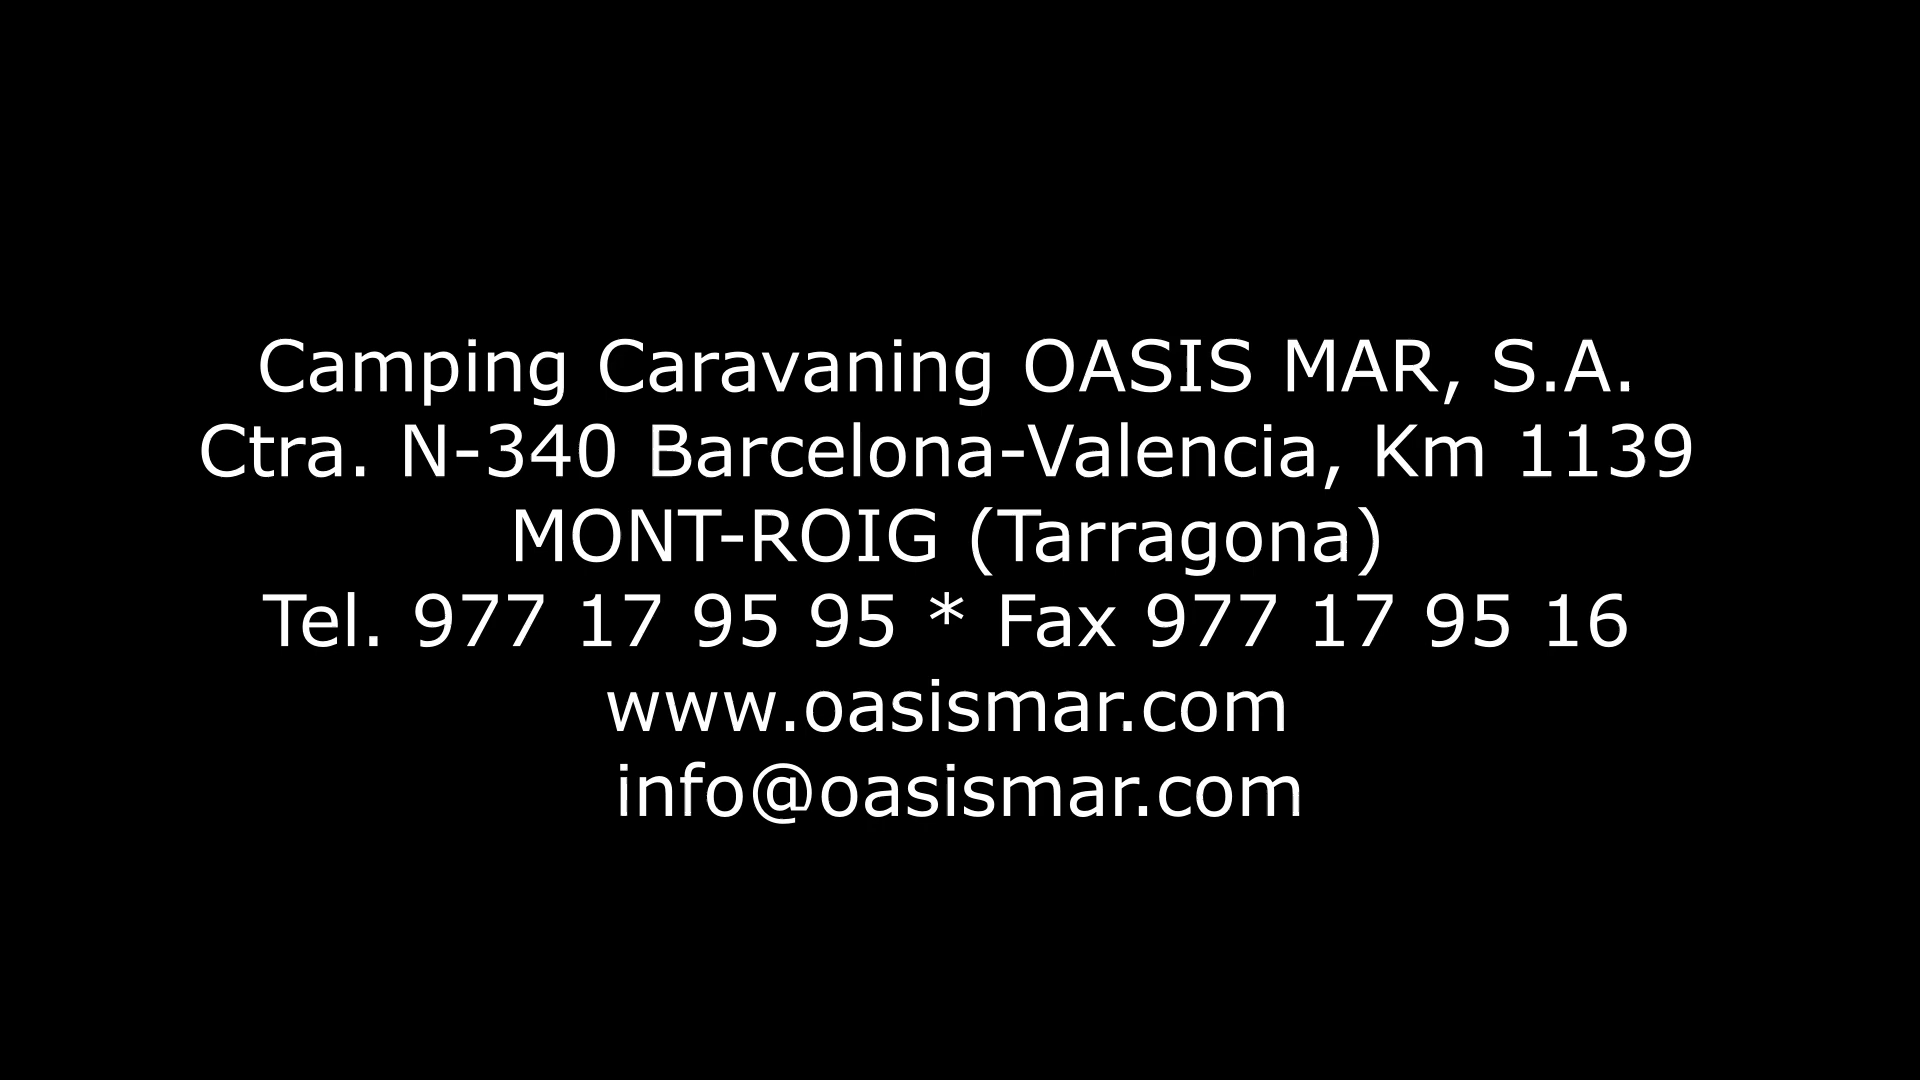 Camping Caravaning OASIS MAR, S.A.
Ctra. N-340 Barcelona-Valencia, Km 1139
MONT-ROIG (Tarragona)
Tel. 977 17 95 95 * Fax 977 17 95 16
www.oasismar.com
info@oasismar.com